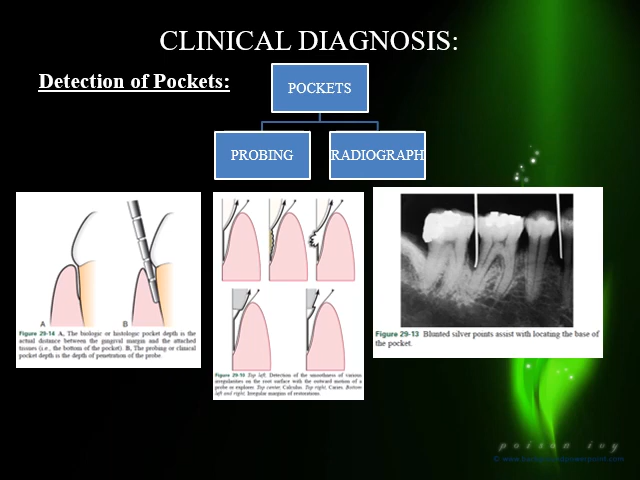 CLINICAL DIAGNOSIS:
Detection of Pockets:
POCKETS
PROBING
RADIOGRAPH
A
B
Figure 29-14 A, The biologic or histologic pocket depth is the
actual distance between the gingival margin and the attached
tissues (i.e., the bottom of the pocket). B, The probing or clinical
pocket depth is the depth of penetration of the probe.
Figure 29-10 Top left, Detection of the smoothness of various
irregularities on the root surface with the outward motion of a
probe or explorer. Top center, Calculus. Top right, Caries. Bottom
left and right, Irregular margins of restorations.
Figure 29-13 Blunted silver points assist with locating the base of
the pocket.
poison ivy